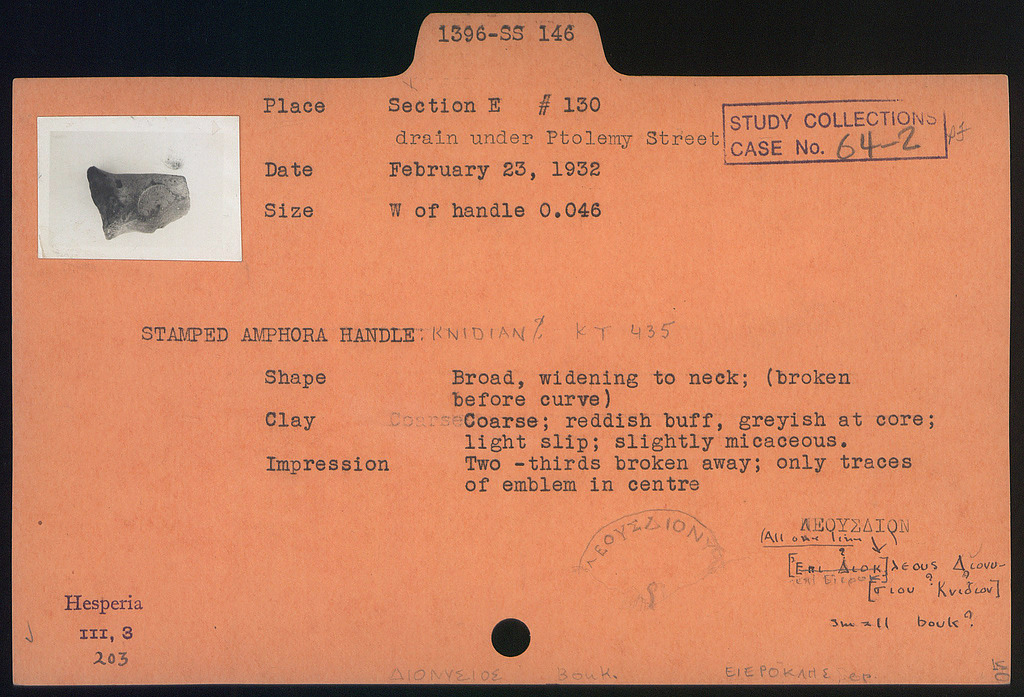 1396-SS 146
Place Section E # 130
drain under Ptolemy Street
STUDY COLLECTIONS
CASE No. 64-2
Date February 23, 1932
Size W of handle 0.046
STAMPED AMPHORA HANDLE: KNIDIAN KT 435
Shape Broad, widening to neck; (broken
before curve)
Clay Coarse; reddish buff, greyish at core;
light slip; slightly micaceous.
Impression Two -thirds broken away; only traces
of emblem in centre
ΛΕΟΥΣΔΙΟΝ
(All one line)
[Επι Διοκ]λεους Διονυ-
[σιου Κνιδιον]
small bouk?
Hesperia
III, 3
203
ΔΙΟΝΥΣΙΟΣ Bouk. ΕΙΕΡΟΚΛΗΣ ep.